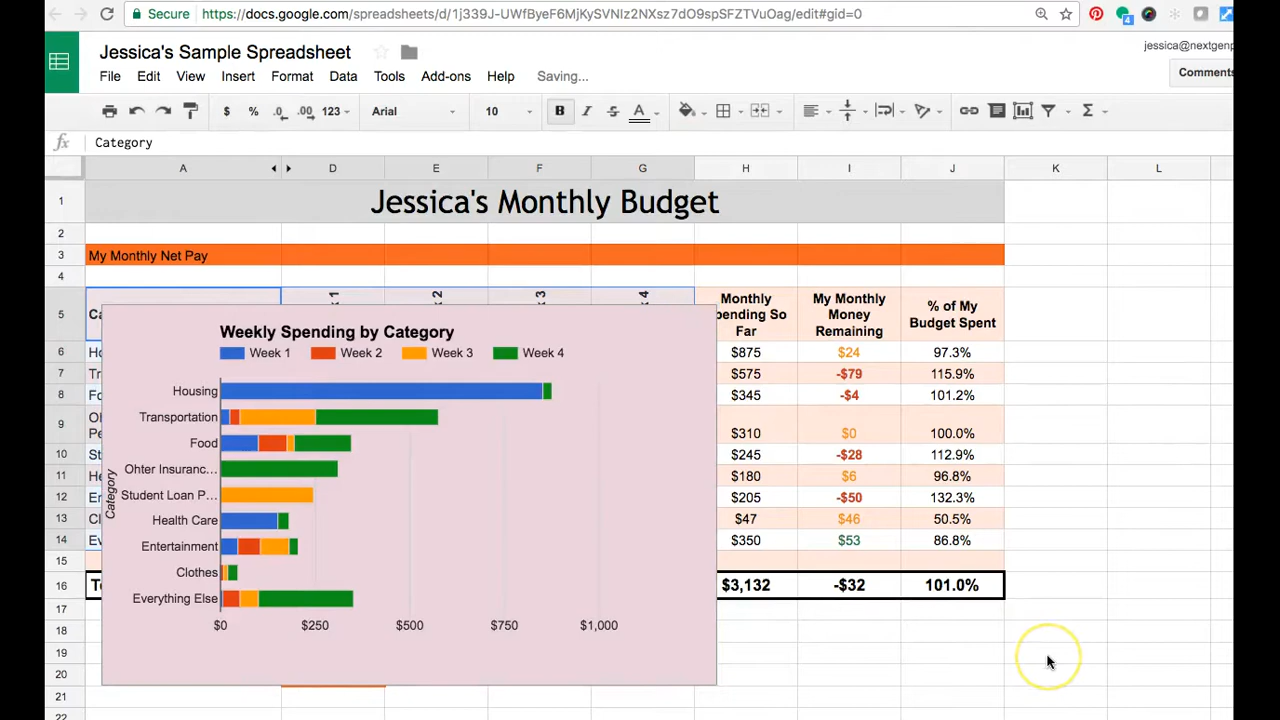 Secure https://docs.google.com/spreadsheets/d/1j339J-UWfByeF6MjKySVNIz2NXsz7dO9spSFZTVuOag/edit#gid=0
4
Jessica's Sample Spreadsheet
jessica@nextgenp
File Edit View Insert Format Data Tools Add-ons Help Saving...
Comments
$ % .0 .00 123 Arial 10 B I S A Σ
fx Category
A D E F G H I J K L
1 Jessica's Monthly Budget
2
3 My Monthly Net Pay
4
5 Monthly My Monthly % of My
Money Budget Spent
Far Remaining
6 $875 $24 97.3%
7 $575 -$79 115.9%
8 $345 -$4 101.2%
9 $310 $0 100.0%
10 $245 -$28 112.9%
11 $180 $6 96.8%
12 $205 -$50 132.3%
13 $47 $46 50.5%
14 $350 $53 86.8%
15
16 $3,132 -$32 101.0%
17
18
19
20
21
22
Weekly Spending by Category
Week 1 Week 2 Week 3 Week 4
Category
Housing
Transportation
Food
Ohter Insuranc...
Student Loan P...
Health Care
Entertainment
Clothes
Everything Else
$0 $250 $500 $750 $1,000